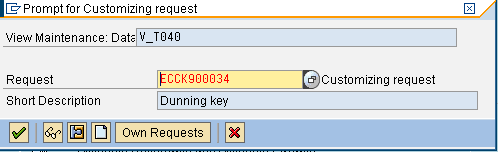 Prompt for Customizing request
View Maintenance: Data V_T040
Request ECCK900034 Customizing request
Short Description Dunning key
Own Requests